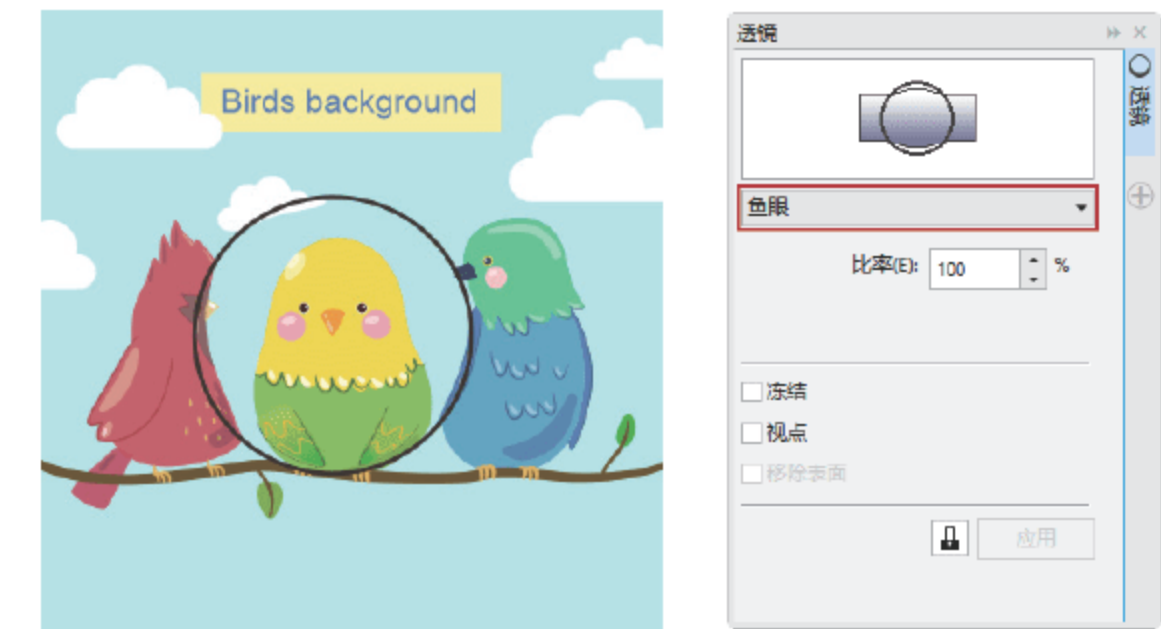 Birds background
透镜
透镜
鱼眼
比率(E): 100 %
冻结
视点
移除表面
应用